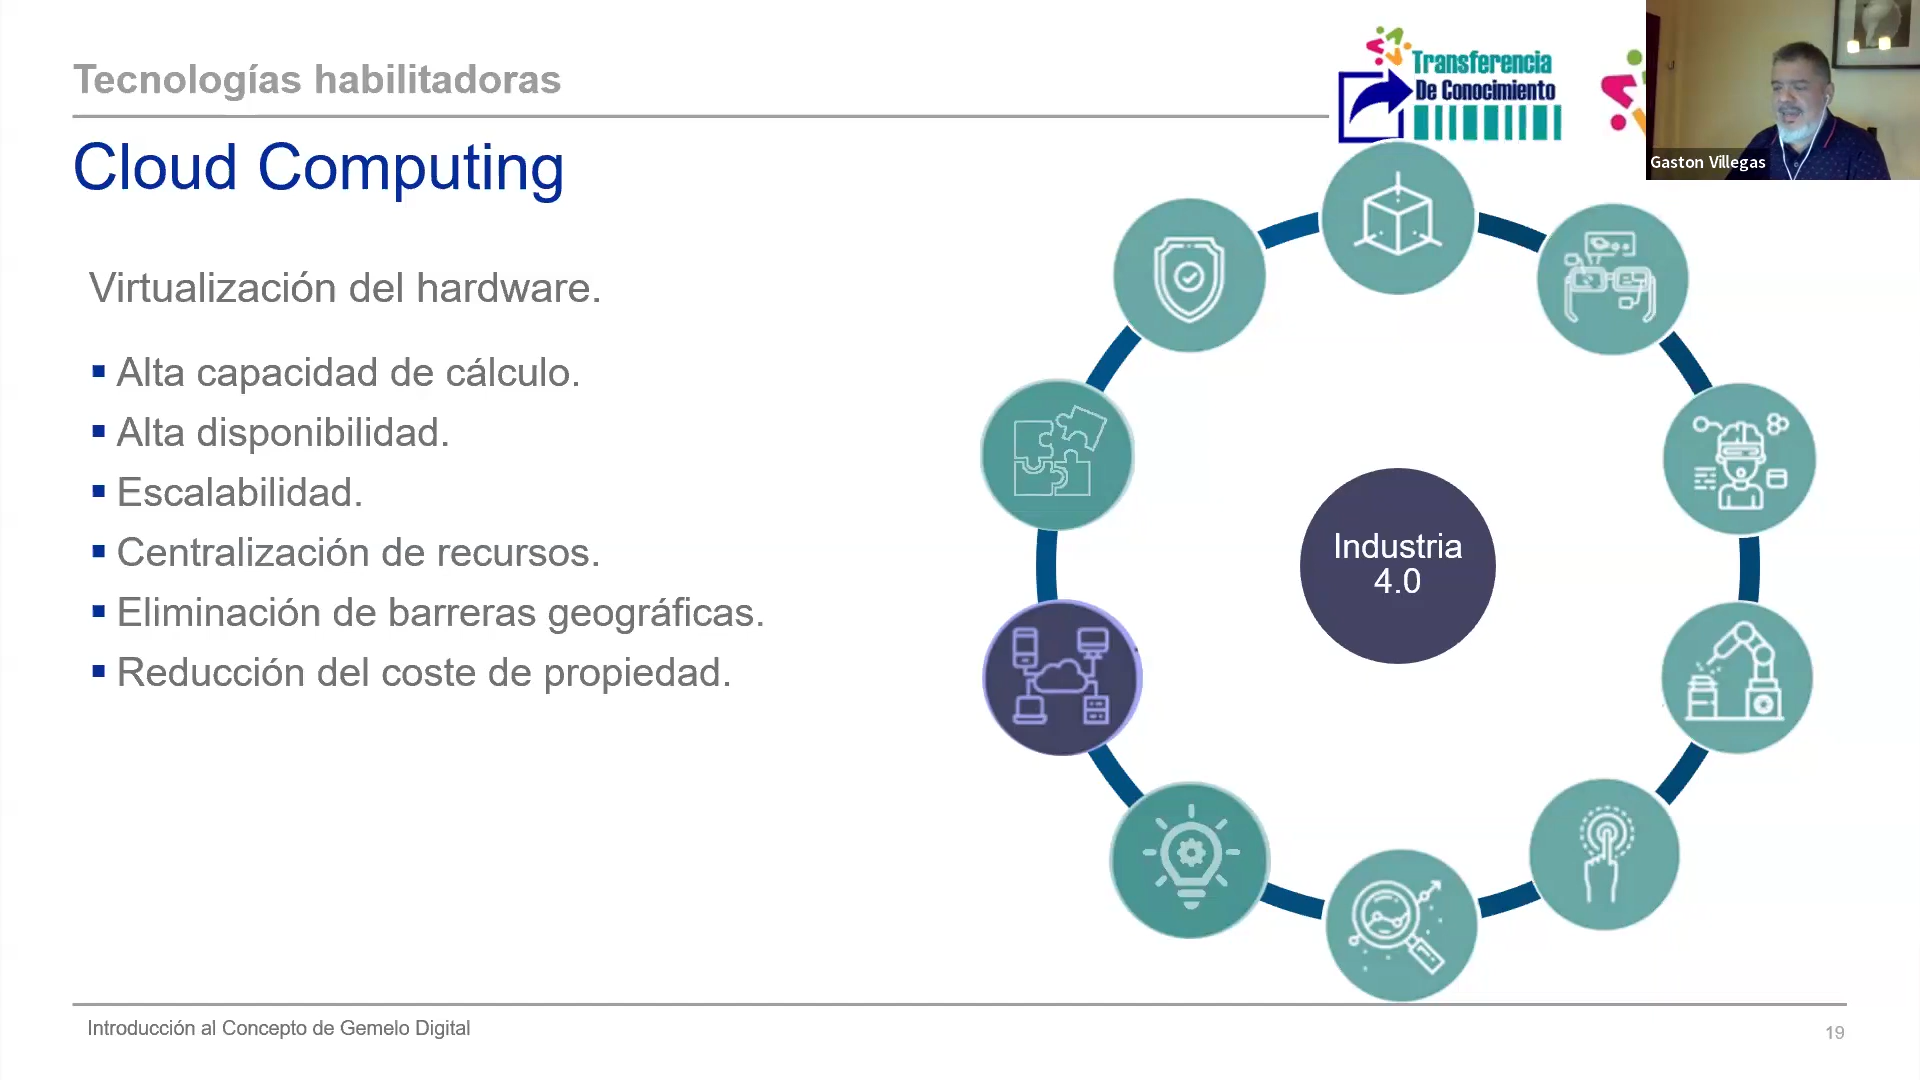 Tecnologías habilitadoras
Transferencia
De Conocimiento
Gaston Villegas
Cloud Computing
Virtualización del hardware.
Alta capacidad de cálculo.
Alta disponibilidad.
Escalabilidad.
Centralización de recursos.
Eliminación de barreras geográficas.
Reducción del coste de propiedad.
Industria
4.0
Introducción al Concepto de Gemelo Digital
19